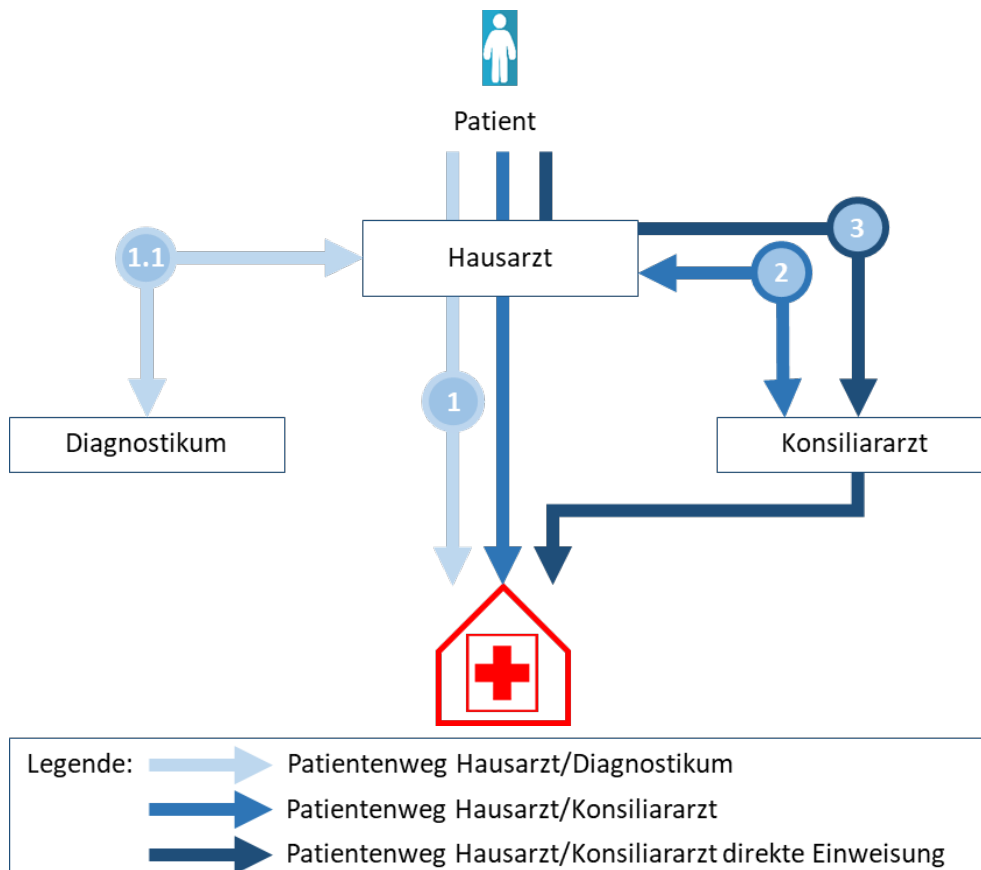 Patient
Hausarzt
1.1
3
2
1
Diagnostikum
Konsiliararzt
Legende:
Patientenweg Hausarzt/Diagnostikum
Patientenweg Hausarzt/Konsiliararzt
Patientenweg Hausarzt/Konsiliararzt direkte Einweisung